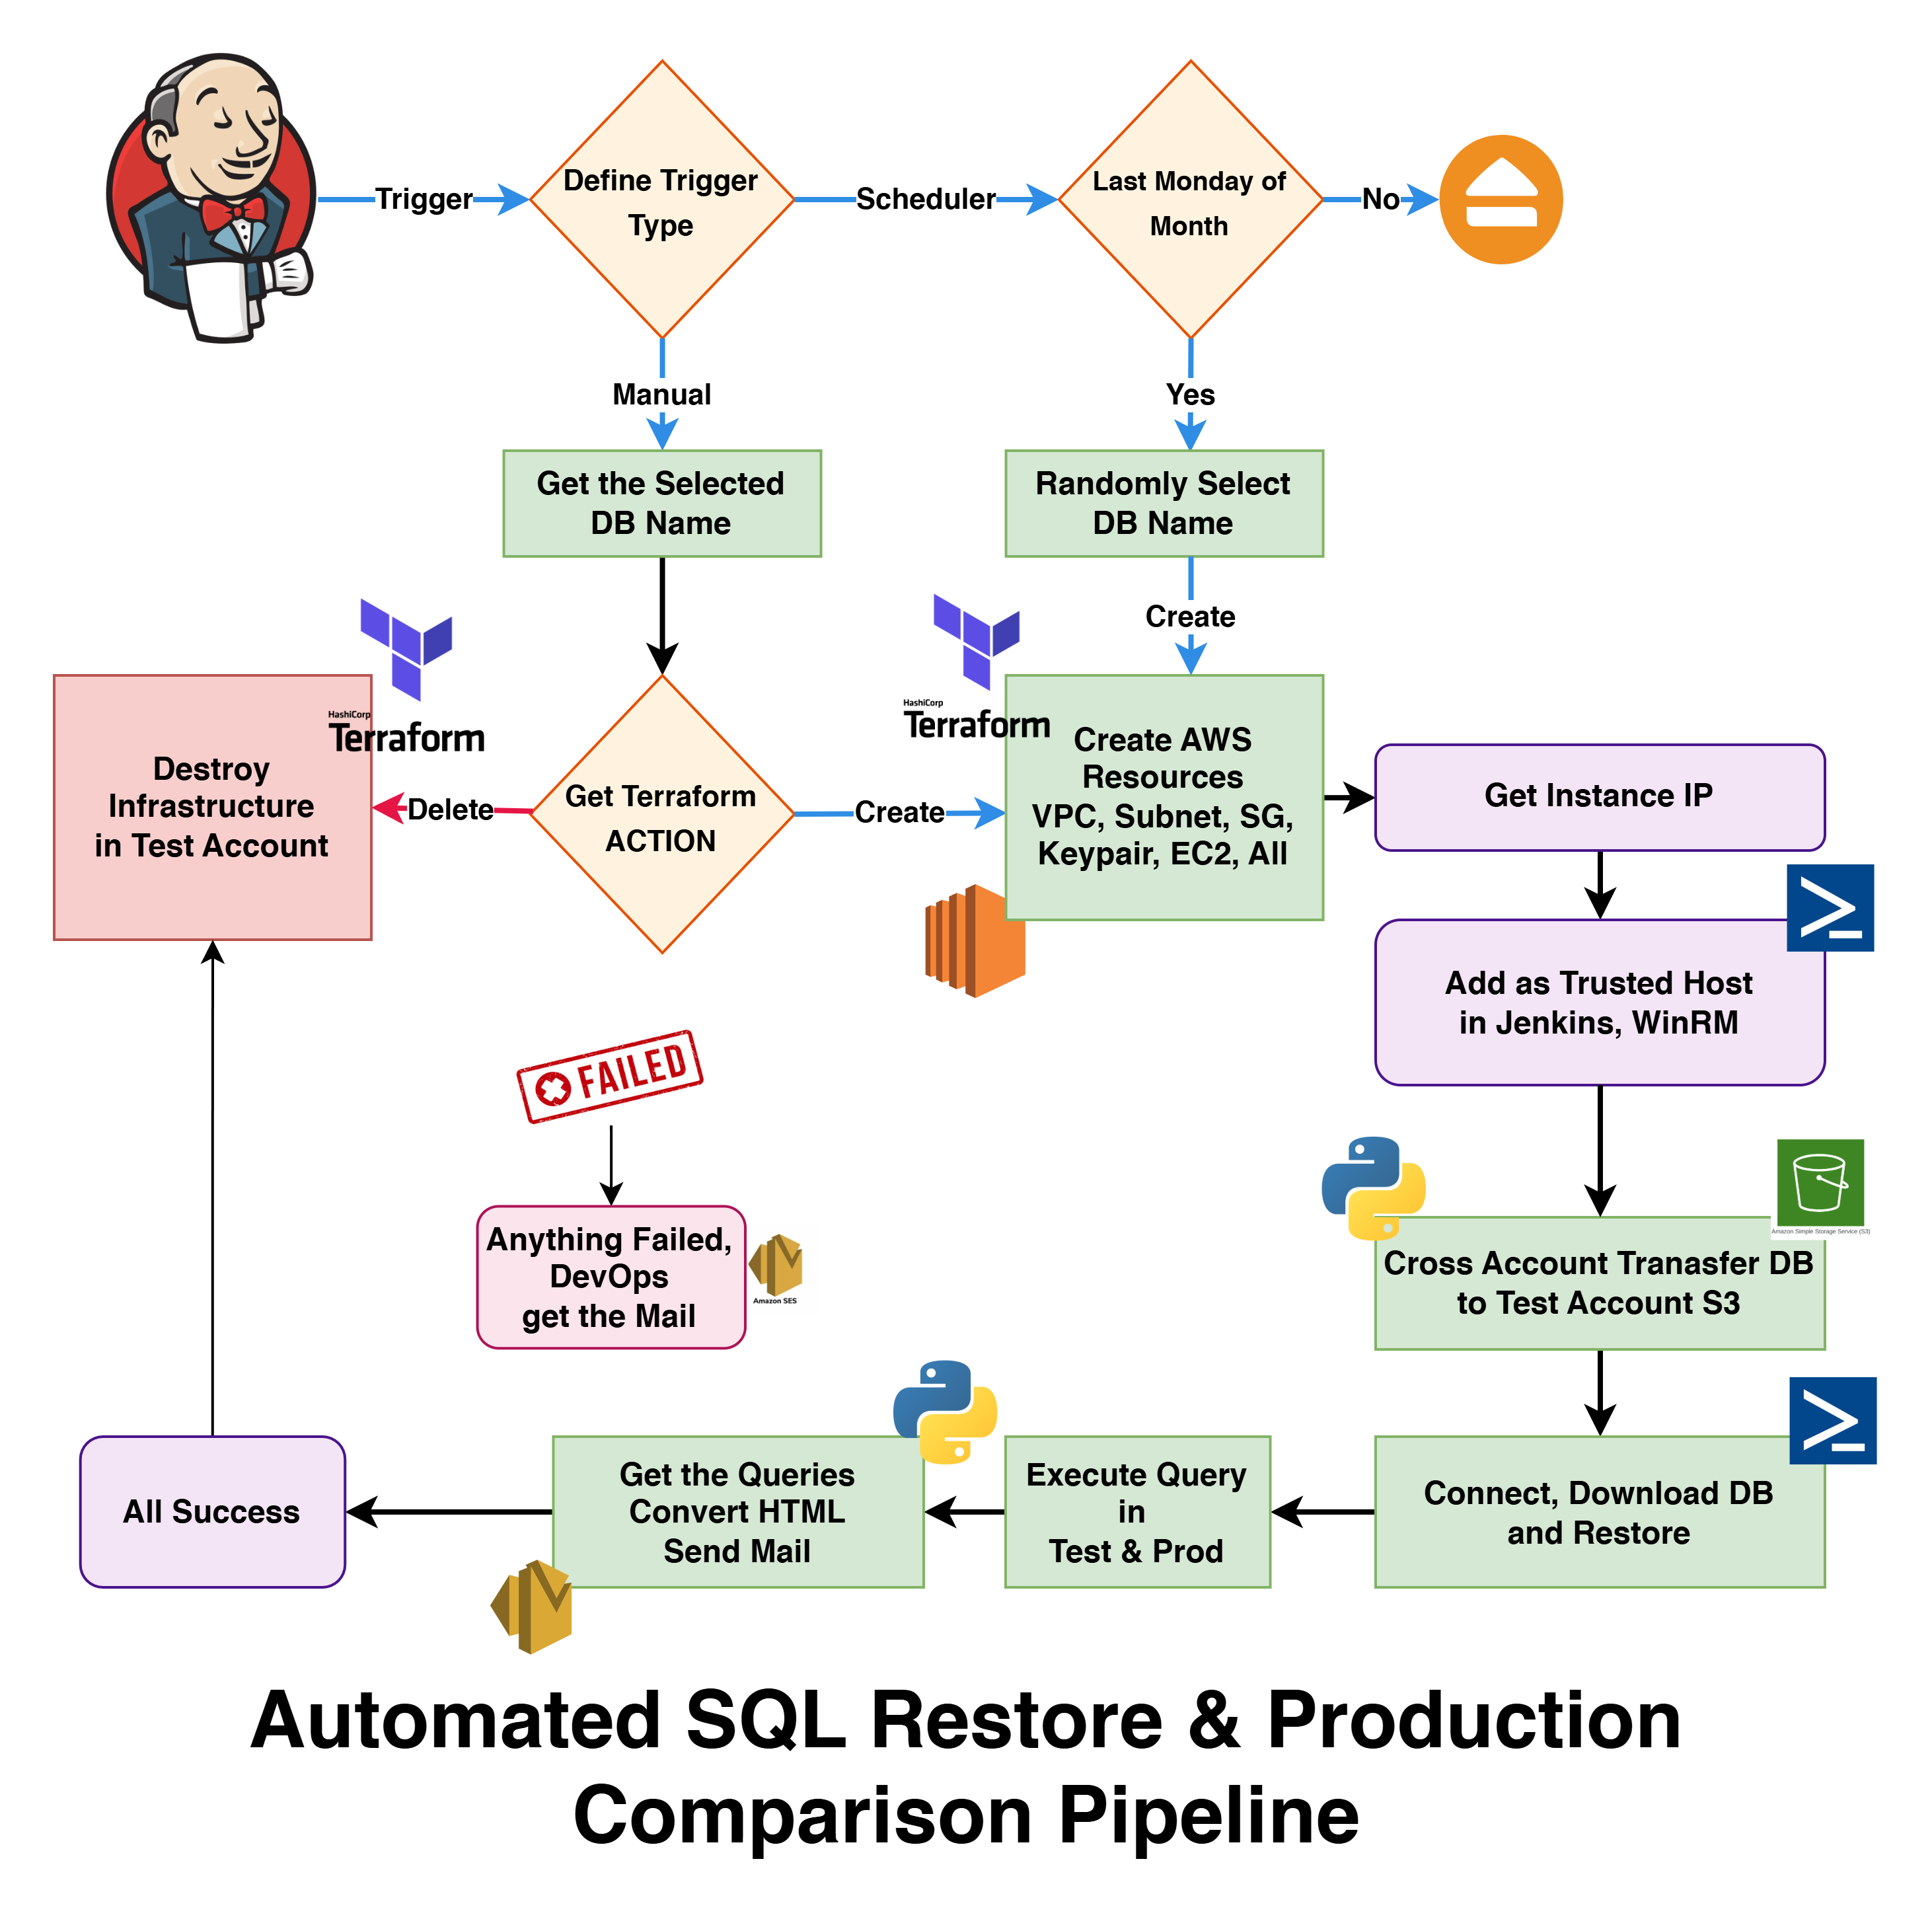 Trigger
Define Trigger
Type
Scheduler
Last Monday of
Month
No
Manual
Yes
Get the Selected
DB Name
Randomly Select
DB Name
Create
HashiCorp
Terraform
HashiCorp
Terraform
Destroy
Infrastructure
in Test Account
Delete
Get Terraform
ACTION
Create
Create AWS
Resources
VPC, Subnet, SG,
Keypair, EC2, All
Get Instance IP
Add as Trusted Host
in Jenkins, WinRM
FAILED
Anything Failed,
DevOps
get the Mail
Amazon SES
Amazon Simple Storage Service (S3)
Cross Account Tranasfer DB
to Test Account S3
All Success
Get the Queries
Convert HTML
Send Mail
Execute Query
in
Test & Prod
Connect, Download DB
and Restore
Automated SQL Restore & Production
Comparison Pipeline